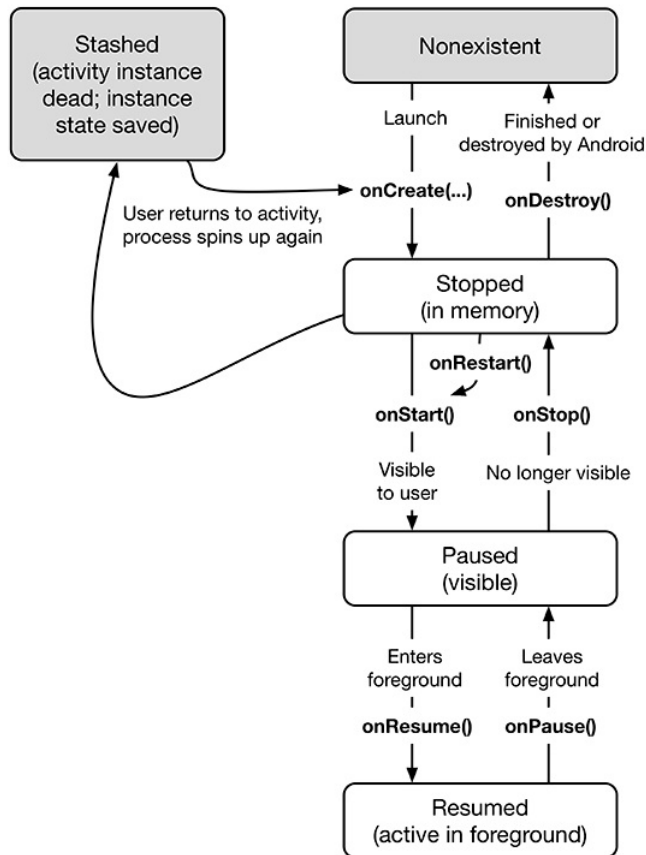 Stashed
(activity instance
dead; instance
state saved)
Nonexistent
Launch
Finished or
destroyed by Android
onCreate(...)
onDestroy()
User returns to activity,
process spins up again
Stopped
(in memory)
onRestart()
onStart()
onStop()
Visible
to user
No longer visible
Paused
(visible)
Enters
foreground
Leaves
foreground
onResume()
onPause()
Resumed
(active in foreground)